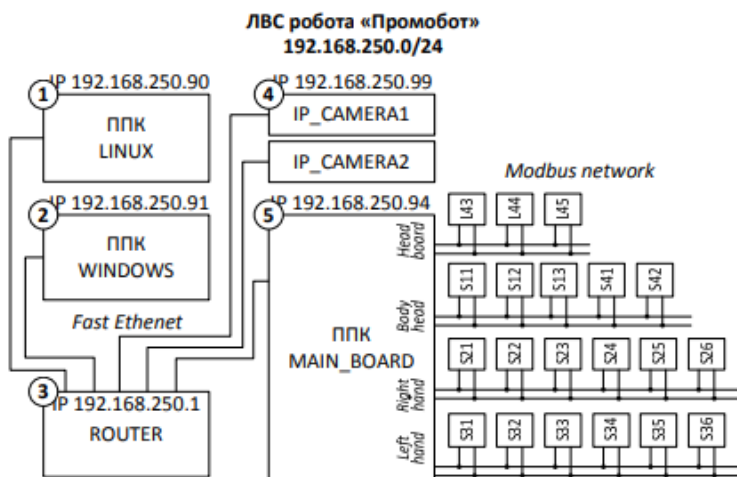 ЛВС робота «Промобот»
192.168.250.0/24
1
IP 192.168.250.90
ППК
LINUX
4
IP 192.168.250.99
IP_CAMERA1
IP_CAMERA2
2
IP 192.168.250.91
ППК
WINDOWS
5
IP 192.168.250.94
ППК
MAIN_BOARD
Fast Ethenet
3
IP 192.168.250.1
ROUTER
Modbus network
Head
board
L43
L44
L45
Body
head
S11
S12
S13
S41
S42
Right
hand
S21
S22
S23
S24
S25
S26
Left
hand
S31
S32
S33
S34
S35
S36